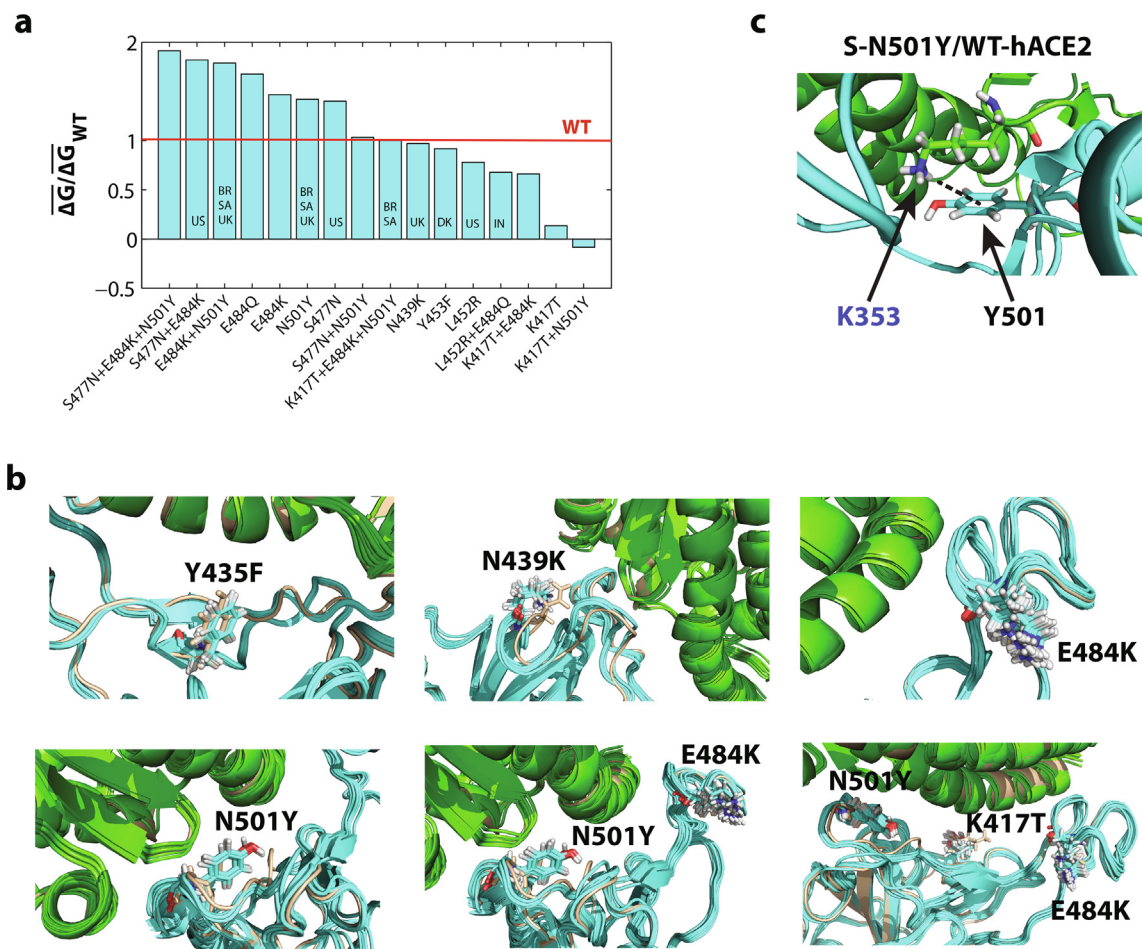 a
2
1
0.5
0
−0.5
ΔG/ΔG WT
WT
US
BR
SA
UK
BR
SA
UK
US
BR
SA
UK
DK
US
IN
S477N+E484K+N501Y
S477N+E484K
E484K+N501Y
E484Q
E484K
N501Y
S477N
S477N+N501Y
K417T+E484K+N501Y
N439K
Y453F
L452R
L452R+E484Q
K417T+E484K
K417T
K417T+N501Y
c
S-N501Y/WT-hACE2
K353
Y501
b
Y435F
N439K
E484K
N501Y
E484K
N501Y
N501Y
K417T
E484K